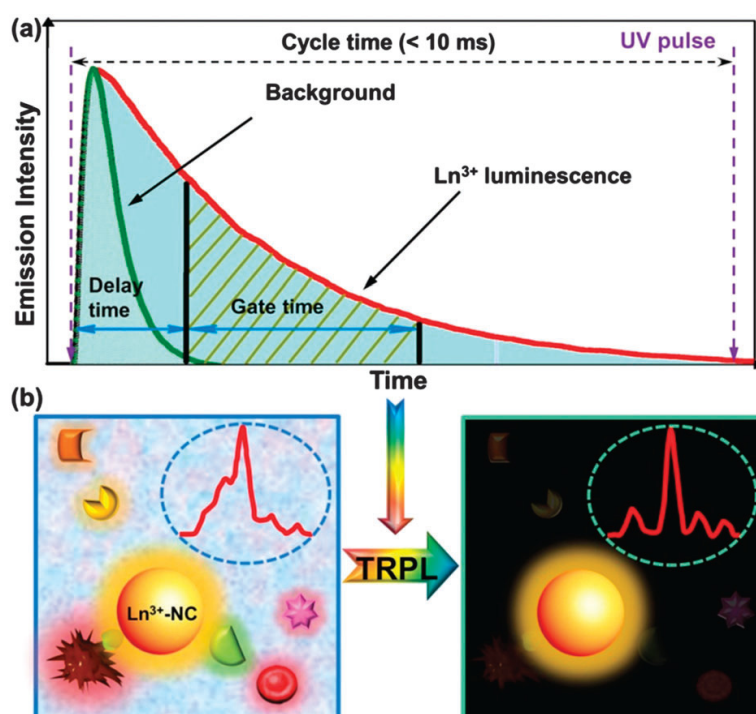 (a)
Cycle time (< 10 ms)
UV pulse
Background
Ln³⁺ luminescence
Emission Intensity
Delay
time
Gate time
Time
(b)
Ln³⁺-NC
TRPL